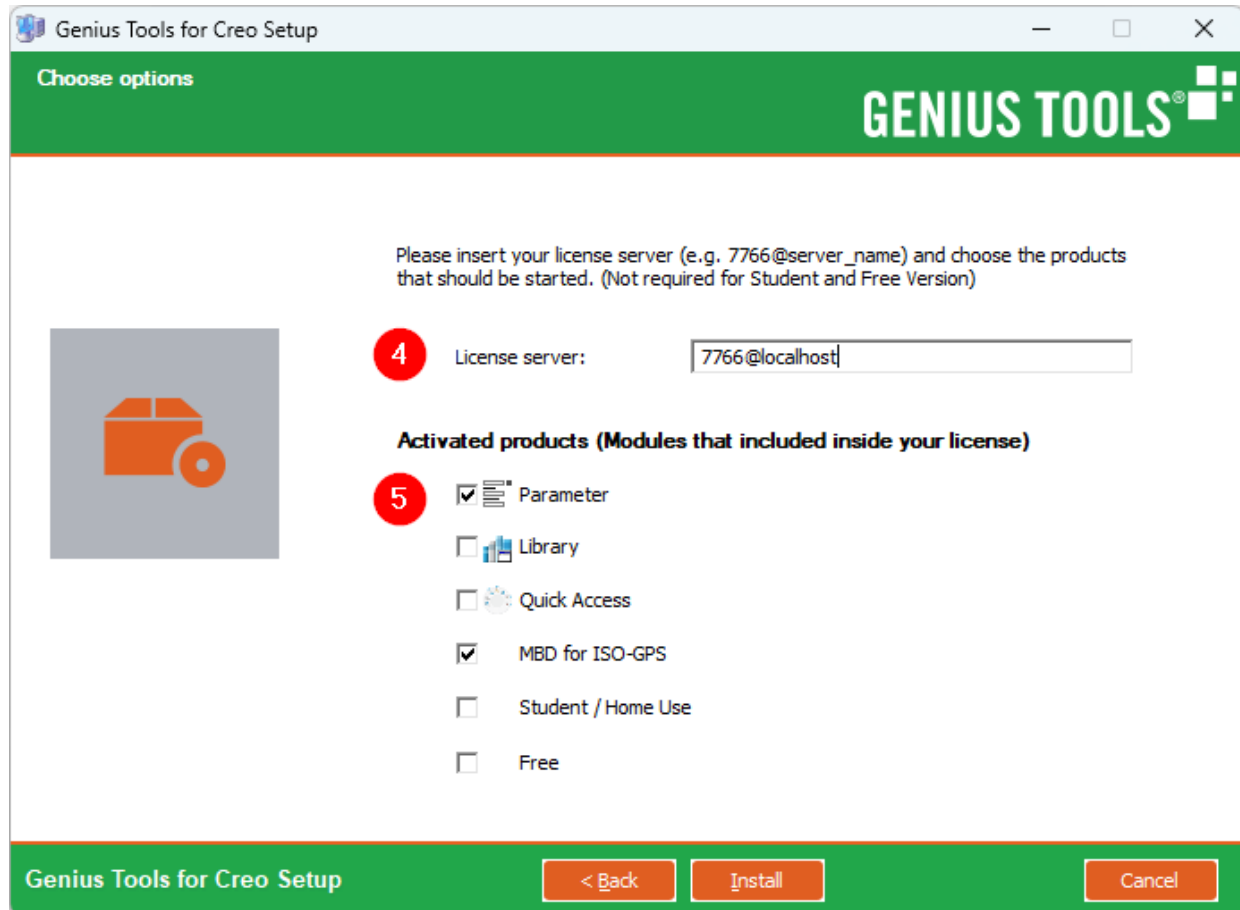 Genius Tools for Creo Setup
Choose options
GENIUS TOOLS®
Please insert your license server (e.g. 7766@server_name) and choose the products
that should be started. (Not required for Student and Free Version)
4 License server: 7766@localhost
Activated products (Modules that included inside your license)
5 Parameter
Library
Quick Access
MBD for ISO-GPS
Student / Home Use
Free
Genius Tools for Creo Setup < Back Install Cancel